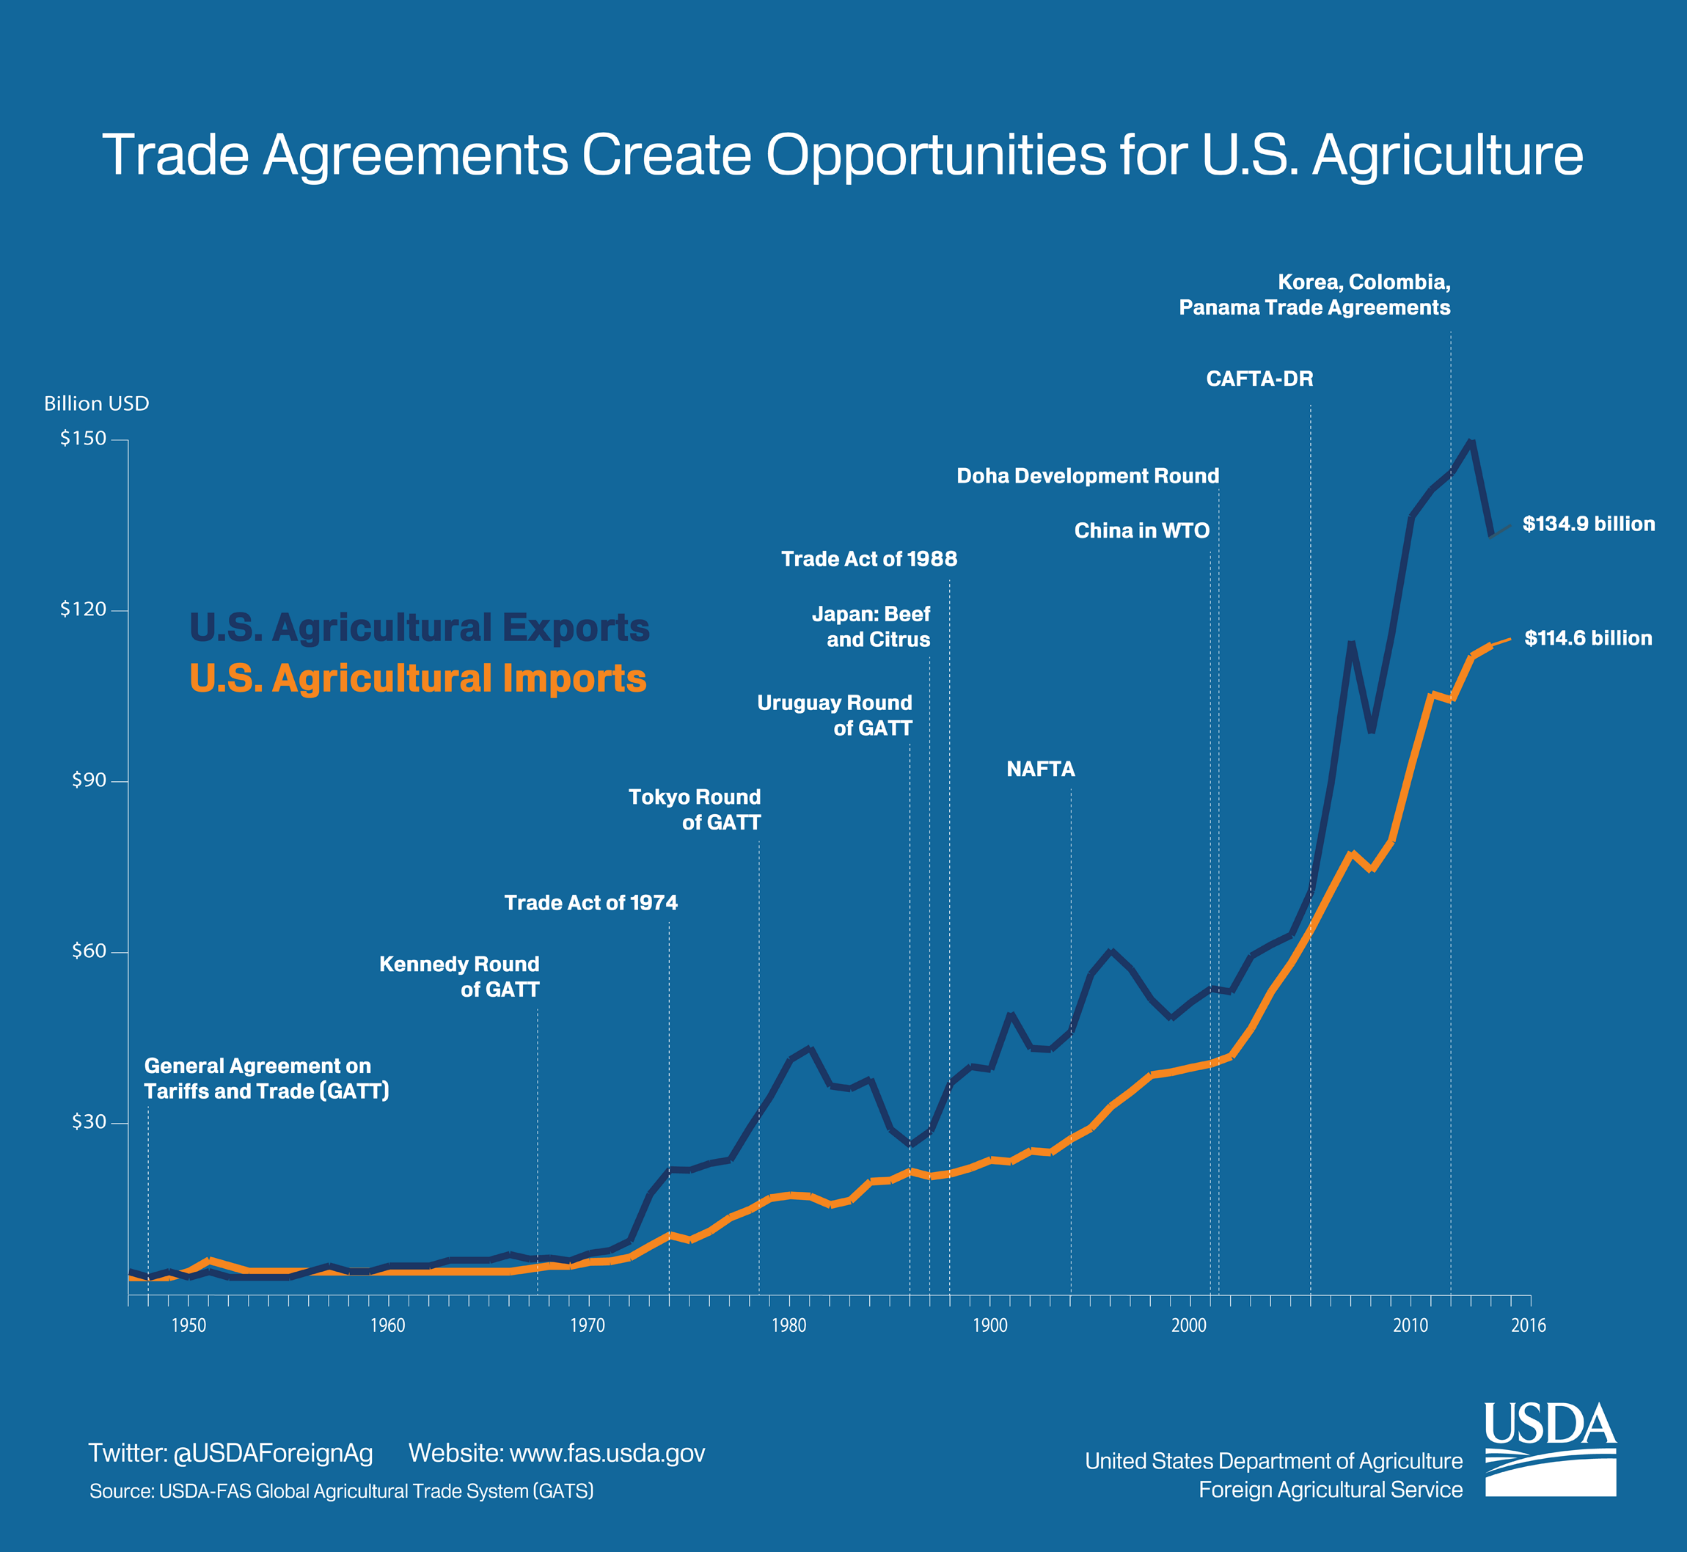 Trade Agreements Create Opportunities for U.S. Agriculture
Korea, Colombia,
Panama Trade Agreements
CAFTA-DR
Billion USD
$150
Doha Development Round
$134.9 billion
China in WTO
Trade Act of 1988
$120
Japan: Beef
and Citrus
U.S. Agricultural Exports
$114.6 billion
U.S. Agricultural Imports
Uruguay Round
of GATT
NAFTA
$90
Tokyo Round
of GATT
Trade Act of 1974
$60
Kennedy Round
of GATT
General Agreement on
Tariffs and Trade (GATT)
$30
1950 1960 1970 1980 1900 2000 2010 2016
USDA
Twitter: @USDAForeignAg Website: www.fas.usda.gov
Source: USDA-FAS Global Agricultural Trade System (GATS)
United States Department of Agriculture
Foreign Agricultural Service